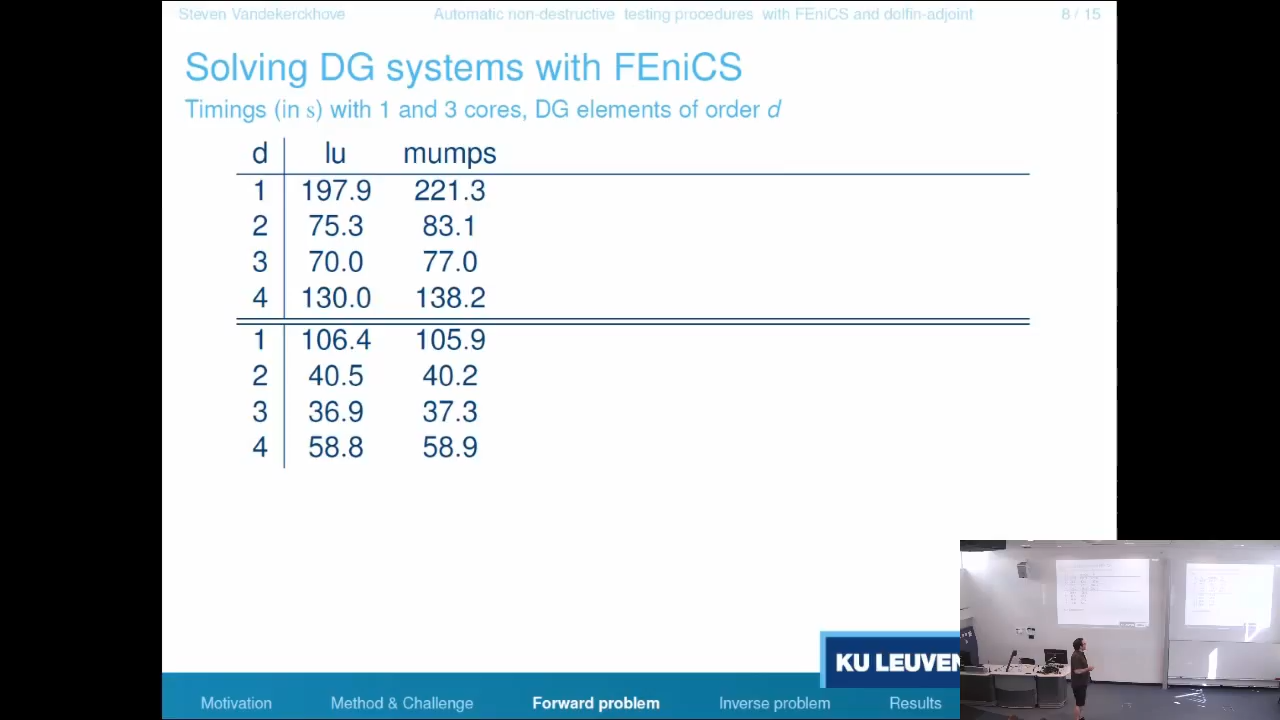 Steven Vandekerckhove Automatic non-destructive testing procedures with FEniCS and dolfin-adjoint 8 / 15
Solving DG systems with FEniCS
Timings (in s) with 1 and 3 cores, DG elements of order d
d lu mumps
1 197.9 221.3
2 75.3 83.1
3 70.0 77.0
4 130.0 138.2
1 106.4 105.9
2 40.5 40.2
3 36.9 37.3
4 58.8 58.9
KU LEUVEN
Motivation Method & Challenge Forward problem Inverse problem Results